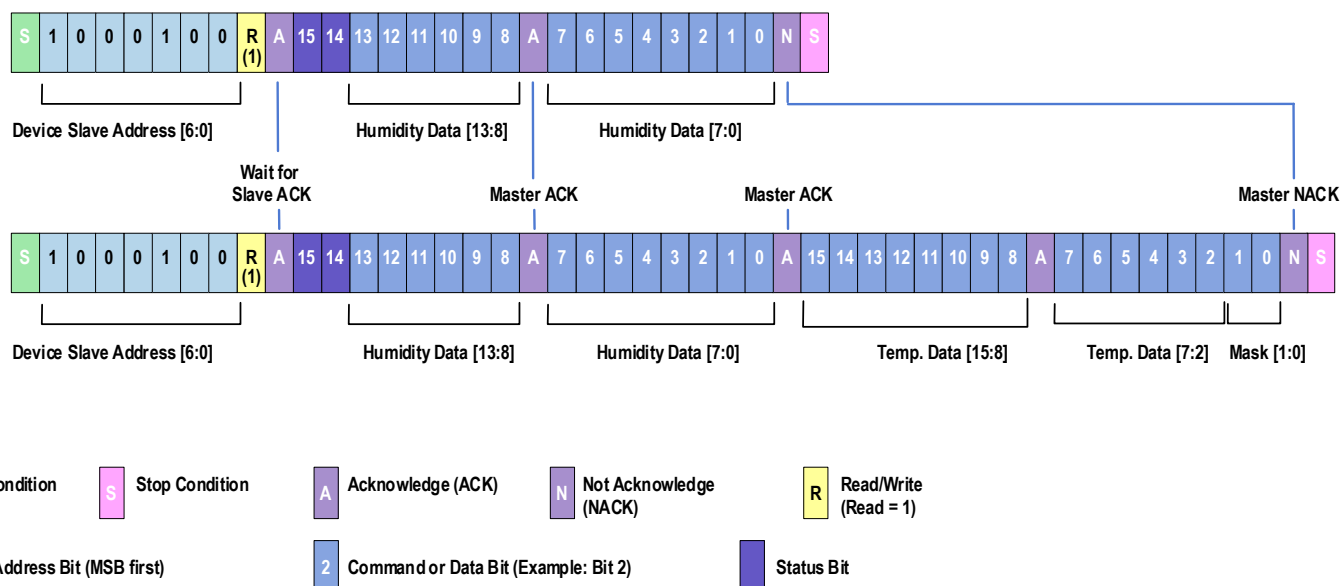 S 1 0 0 0 1 0 0 R (1) A 15 14 13 12 11 10 9 8 A 7 6 5 4 3 2 1 0 N S
Device Slave Address [6:0] Humidity Data [13:8] Humidity Data [7:0]
Wait for
Slave ACK Master ACK Master ACK Master NACK
S 1 0 0 0 1 0 0 R (1) A 15 14 13 12 11 10 9 8 A 7 6 5 4 3 2 1 0 A 15 14 13 12 11 10 9 8 A 7 6 5 4 3 2 1 0 N S
Device Slave Address [6:0] Humidity Data [13:8] Humidity Data [7:0] Temp. Data [15:8] Temp. Data [7:2] Mask [1:0]
ondition S Stop Condition A Acknowledge (ACK) N Not Acknowledge
(NACK) R Read/Write
(Read = 1)
Address Bit (MSB first) 2 Command or Data Bit (Example: Bit 2) Status Bit